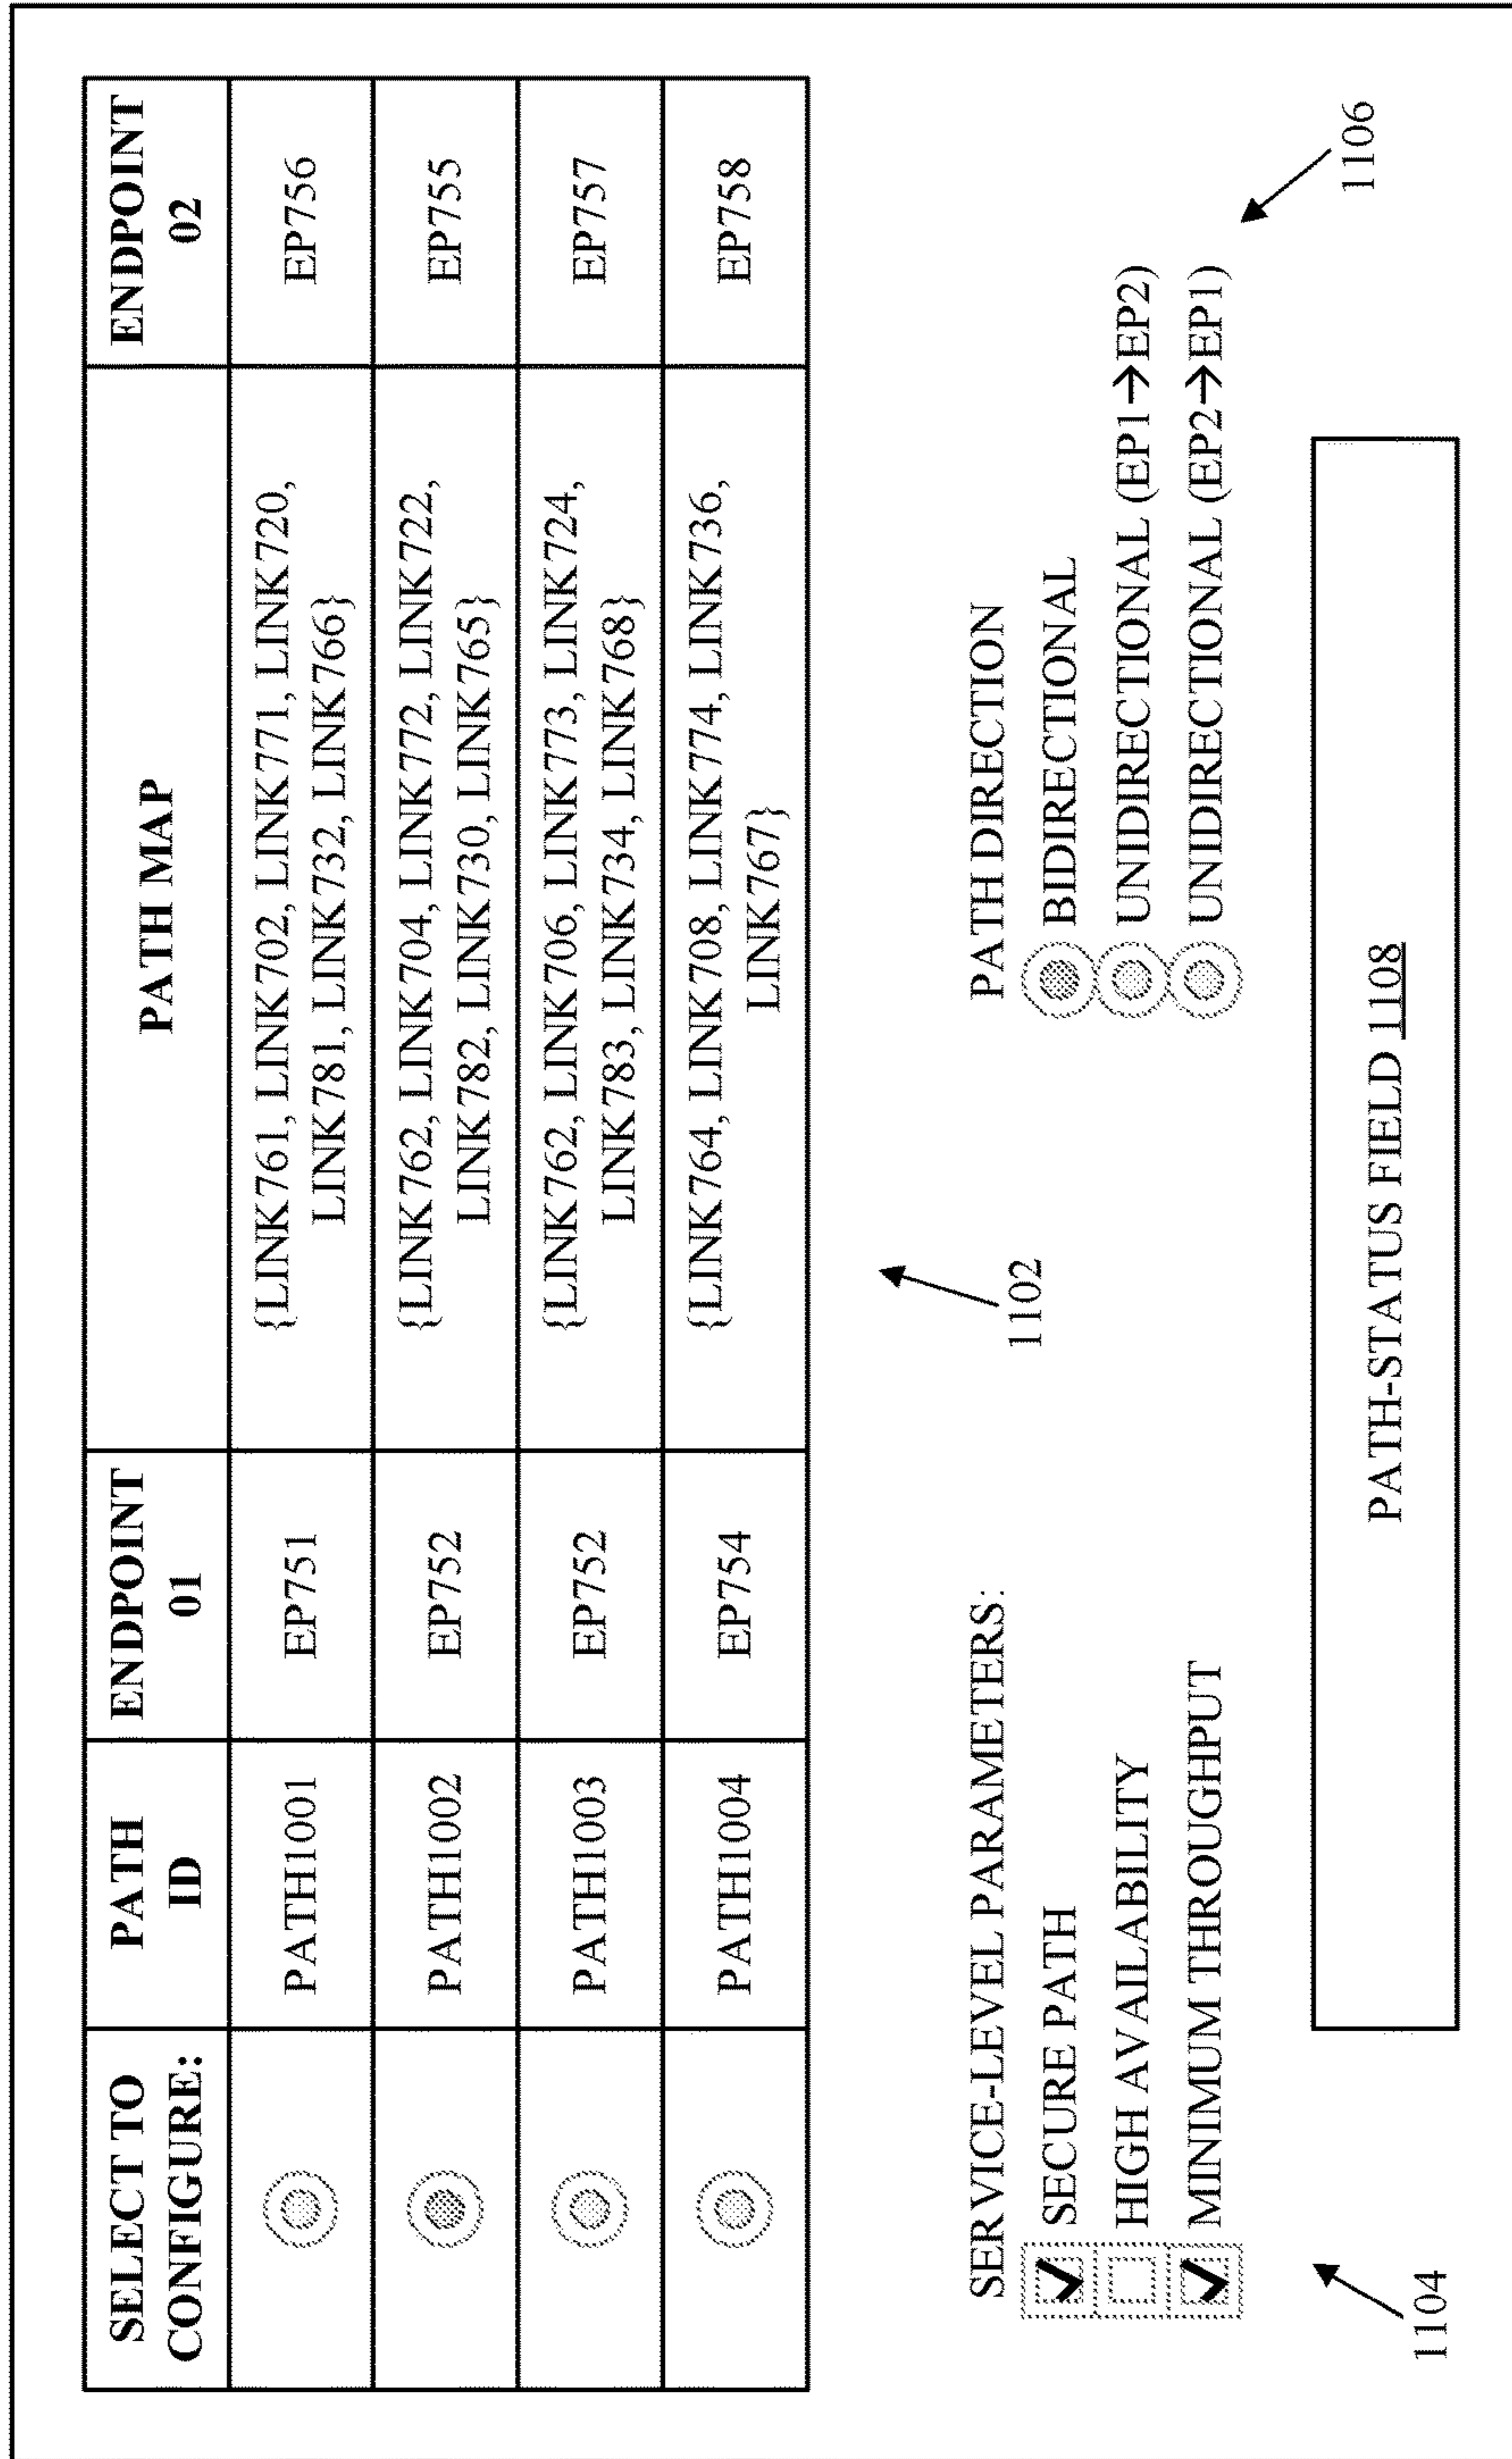 SELECT TO CONFIGURE: PATH ID ENDPOINT 01 PATH MAP ENDPOINT 02
PATH1001 EP751 {LINK761, LINK702, LINK771, LINK720, LINK781, LINK732, LINK766} EP756
PATH1002 EP752 {LINK762, LINK704, LINK772, LINK722, LINK782, LINK730, LINK765} EP755
PATH1003 EP752 {LINK762, LINK706, LINK773, LINK724, LINK783, LINK734, LINK768} EP757
PATH1004 EP754 {LINK764, LINK708, LINK774, LINK736, LINK767} EP758
1102
SERVICE-LEVEL PARAMETERS:
SECURE PATH
HIGH AVAILABILITY
MINIMUM THROUGHPUT
1104
PATH DIRECTION
BIDIRECTIONAL
UNIDIRECTIONAL (EP1→EP2)
UNIDIRECTIONAL (EP2→EP1)
1106
PATH-STATUS FIELD 1108